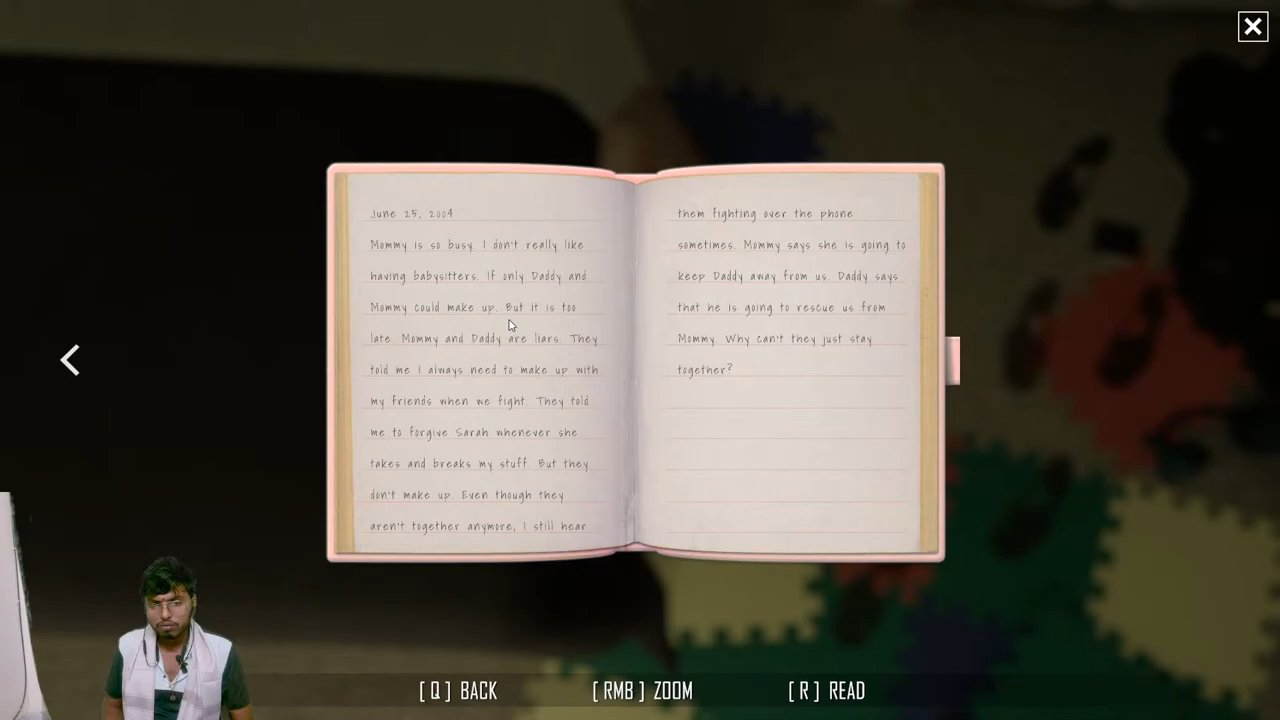 June 25, 2004
Mommy is so busy. I don't really like
having babysitters. If only Daddy and
Mommy could make up. But it is too
late. Mommy and Daddy are liars. They
told me I always need to make up with
my friends when we fight. They told
me to forgive Sarah whenever she
takes and breaks my stuff. But they
don't make up. Even though they
aren't together anymore, I still hear
them fighting over the phone
sometimes. Mommy says she is going to
keep Daddy away from us. Daddy says
that he is going to rescue us from
Mommy. Why can't they just stay
together?
[ Q ] BACK
[ RMB ] ZOOM
[ R ] READ